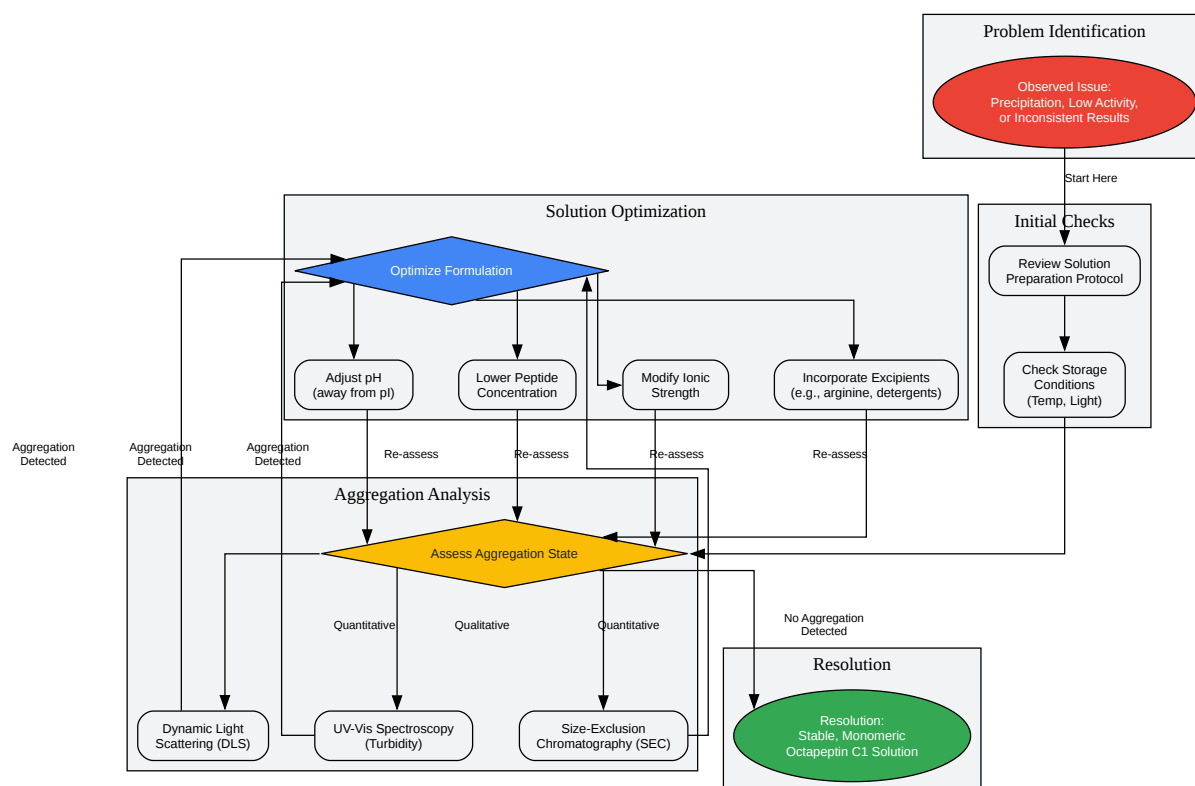 Problem Identification
Observed Issue:
Precipitation, Low Activity,
or Inconsistent Results
Start Here
Solution Optimization
Initial Checks
Optimize Formulation
Review Solution
Preparation Protocol
Adjust pH
(away from pI)
Lower Peptide
Concentration
Modify Ionic
Strength
Incorporate Excipients
(e.g., arginine, detergents)
Check Storage
Conditions
(Temp, Light)
Aggregation
Detected
Aggregation
Detected
Aggregation
Detected
Re-assess
Re-assess
Re-assess
Re-assess
Aggregation Analysis
Assess Aggregation State
Quantitative
Qualitative
Quantitative
No Aggregation
Detected
Resolution
Dynamic Light
Scattering (DLS)
UV-Vis Spectroscopy
(Turbidity)
Size-Exclusion
Chromatography (SEC)
Resolution:
Stable, Monomeric
Octapeptin C1 Solution